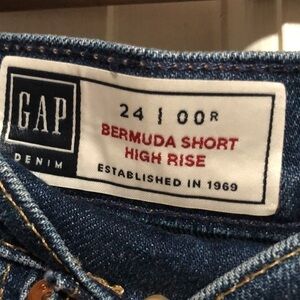 GAP
DENIM
24 | 00R
BERMUDA SHORT
HIGH RISE
ESTABLISHED IN 1969